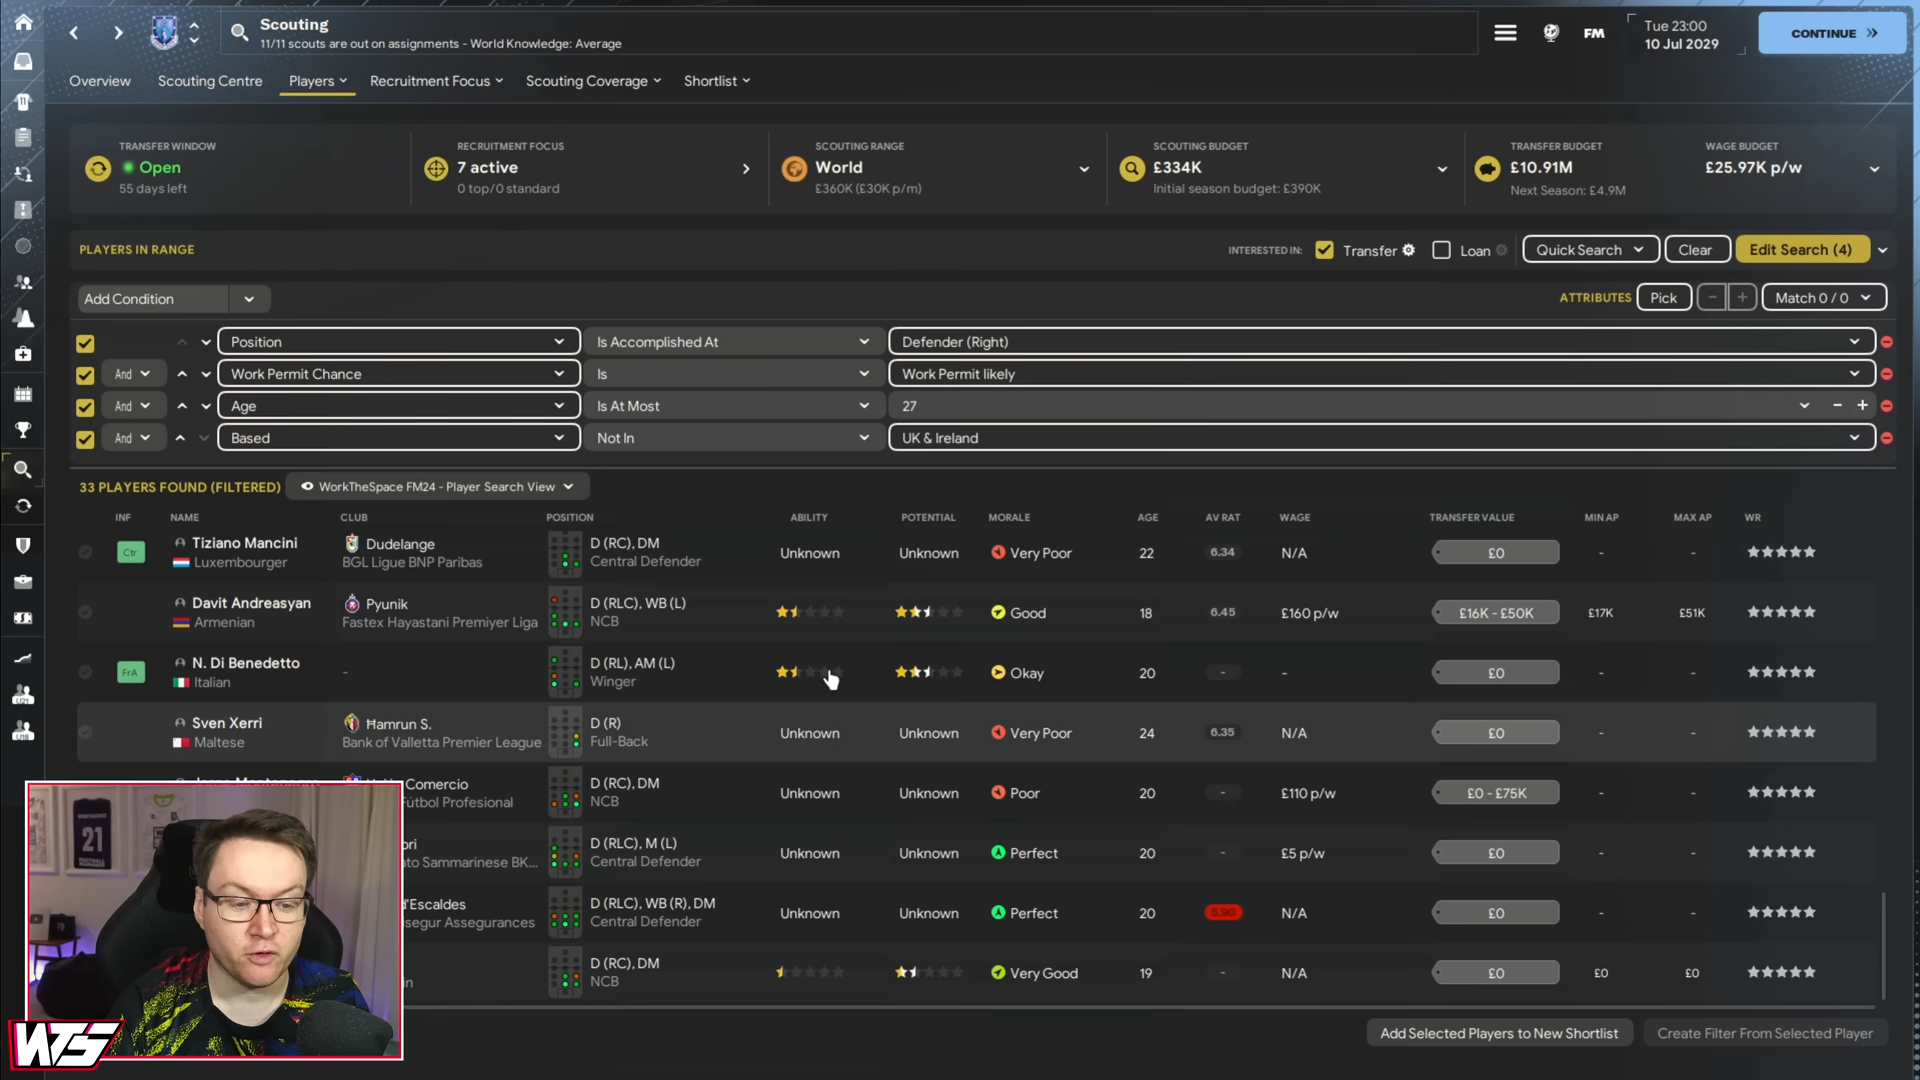 Scouting
11/11 scouts are out on assignments - World Knowledge: Average
FM
Tue 23:00
10 Jul 2029
CONTINUE
Overview
Scouting Centre
Players
Recruitment Focus
Scouting Coverage
Shortlist
TRANSFER WINDOW
Open
55 days left
RECRUITMENT FOCUS
7 active
0 top/0 standard
SCOUTING RANGE
World
£360K (£30K p/m)
SCOUTING BUDGET
£334K
Initial season budget: £390K
TRANSFER BUDGET
£10.91M
Next Season: £4.9M
WAGE BUDGET
£25.97K p/w
PLAYERS IN RANGE
INTERESTED IN: Transfer Loan
Quick Search
Clear
Edit Search (4)
Add Condition
ATTRIBUTES Pick - + Match 0 / 0
Position Is Accomplished At Defender (Right)
And Work Permit Chance Is Work Permit likely
And Age Is At Most 27
And Based Not In UK & Ireland
33 PLAYERS FOUND (FILTERED) WorkTheSpace FM24 - Player Search View
INF NAME CLUB POSITION ABILITY POTENTIAL MORALE AGE AV RAT WAGE TRANSFER VALUE MIN AP MAX AP WR
Ctr Tiziano Mancini Dudelange D (RC), DM Unknown Unknown Very Poor 22 6.34 N/A £0 - -
Luxembourger BGL Ligue BNP Paribas Central Defender
Davit Andreasyan Pyunik D (RLC), WB (L) Good 18 6.45 £160 p/w £16K - £50K £17K £51K
Armenian Fastex Hayastani Premiyer Liga NCB
FrA N. Di Benedetto - D (RL), AM (L) Okay 20 - - £0 - -
Italian Winger
Sven Xerri Ħamrun S. D (R) Unknown Unknown Very Poor 24 6.35 N/A £0 - -
Maltese Bank of Valletta Premier League Full-Back
Comercio D (RC), DM Unknown Unknown Poor 20 - £110 p/w £0 - £75K - -
Fútbol Profesional NCB
ori D (RLC), M (L) Unknown Unknown Perfect 20 - £5 p/w £0 - -
to Sammarinese BK... Central Defender
d'Escaldes D (RLC), WB (R), DM Unknown Unknown Perfect 20 5.90 N/A £0 - -
segur Assegurances Central Defender
D (RC), DM Very Good 19 - N/A £0 £0 £0
in NCB
Add Selected Players to New Shortlist
Create Filter From Selected Player
21
WTS
U21
U18